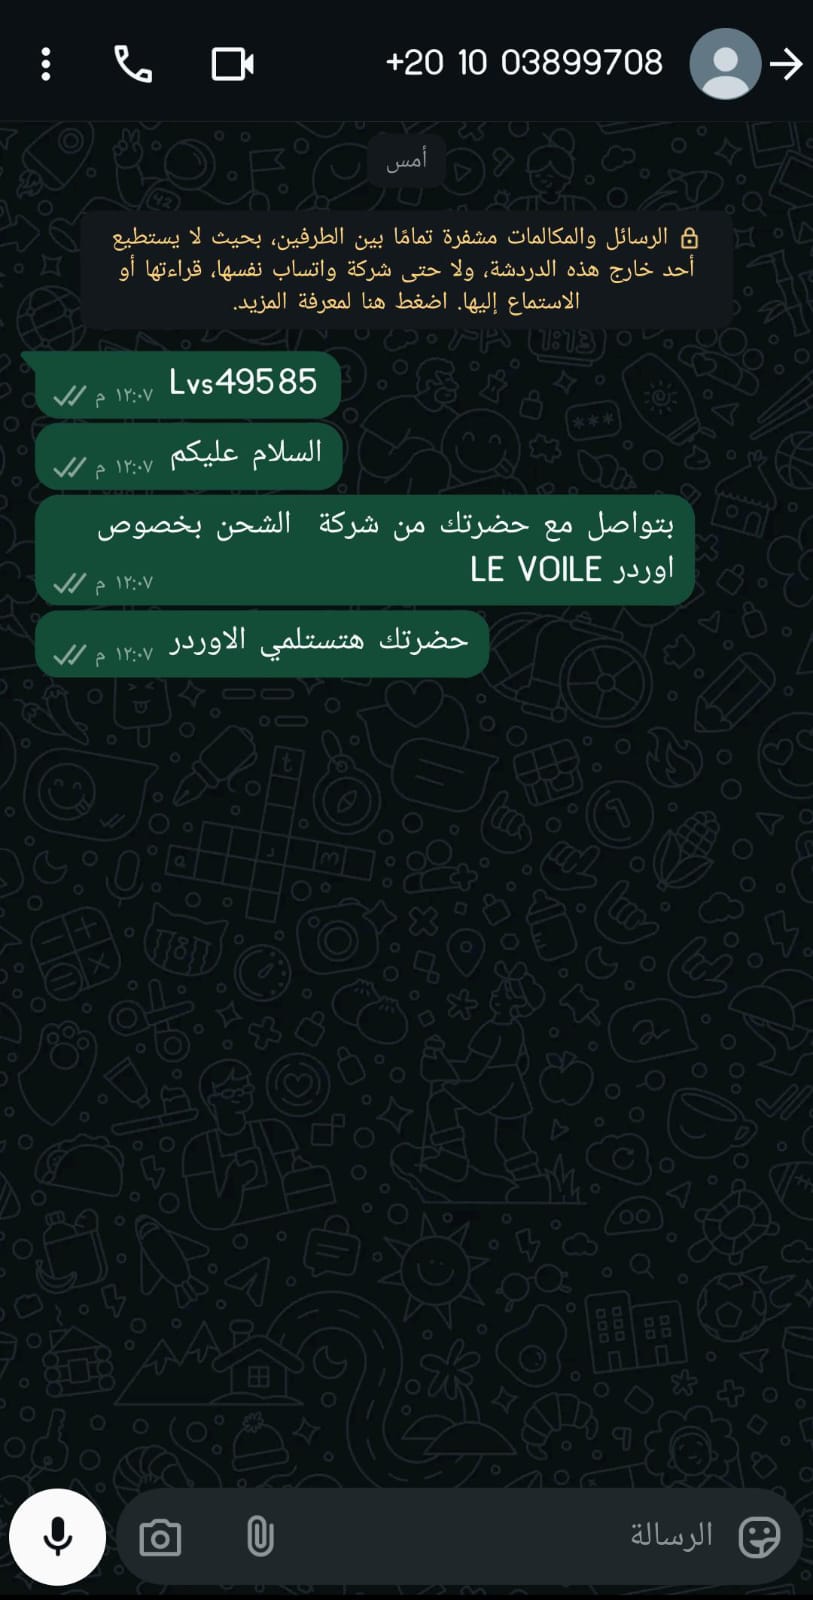 +20 10 03899708
أمس
الرسائل والمكالمات مشفرة تمامًا بين الطرفين، بحيث لا يستطيع
أحد خارج هذه الدردشة، ولا حتى شركة واتساب نفسها، قراءتها أو
الاستماع إليها. اضغط هنا لمعرفة المزيد.
Lvs49585
١٢:٠٧ م
السلام عليكم
١٢:٠٧ م
بتواصل مع حضرتك من شركة الشحن بخصوص
اوردر LE VOILE
١٢:٠٧ م
حضرتك هتستلمي الاوردر
١٢:٠٧ م
الرسالة